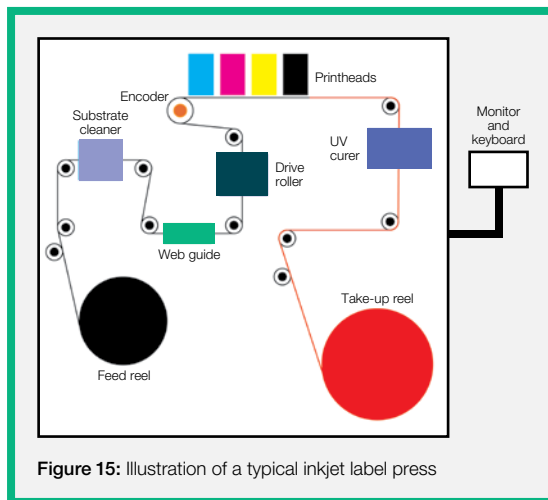 Printheads
Encoder
Substrate
cleaner
Monitor
and
keyboard
UV
curer
Drive
roller
Web guide
Take-up reel
Feed reel
Figure 15: Illustration of a typical inkjet label press